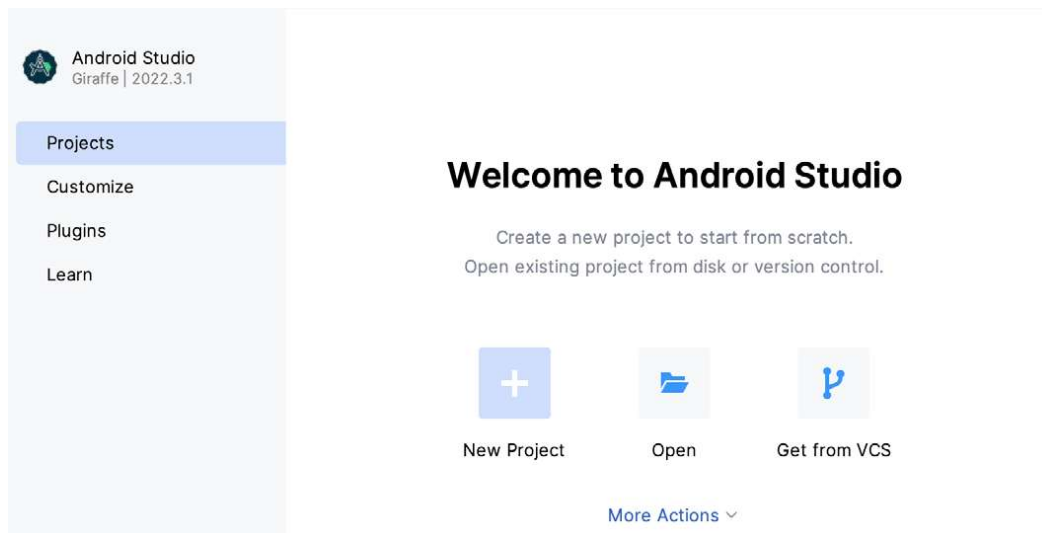 Android Studio
Giraffe | 2022.3.1
Projects
Customize
Plugins
Learn
Welcome to Android Studio
Create a new project to start from scratch.
Open existing project from disk or version control.
New Project
Open
Get from VCS
More Actions